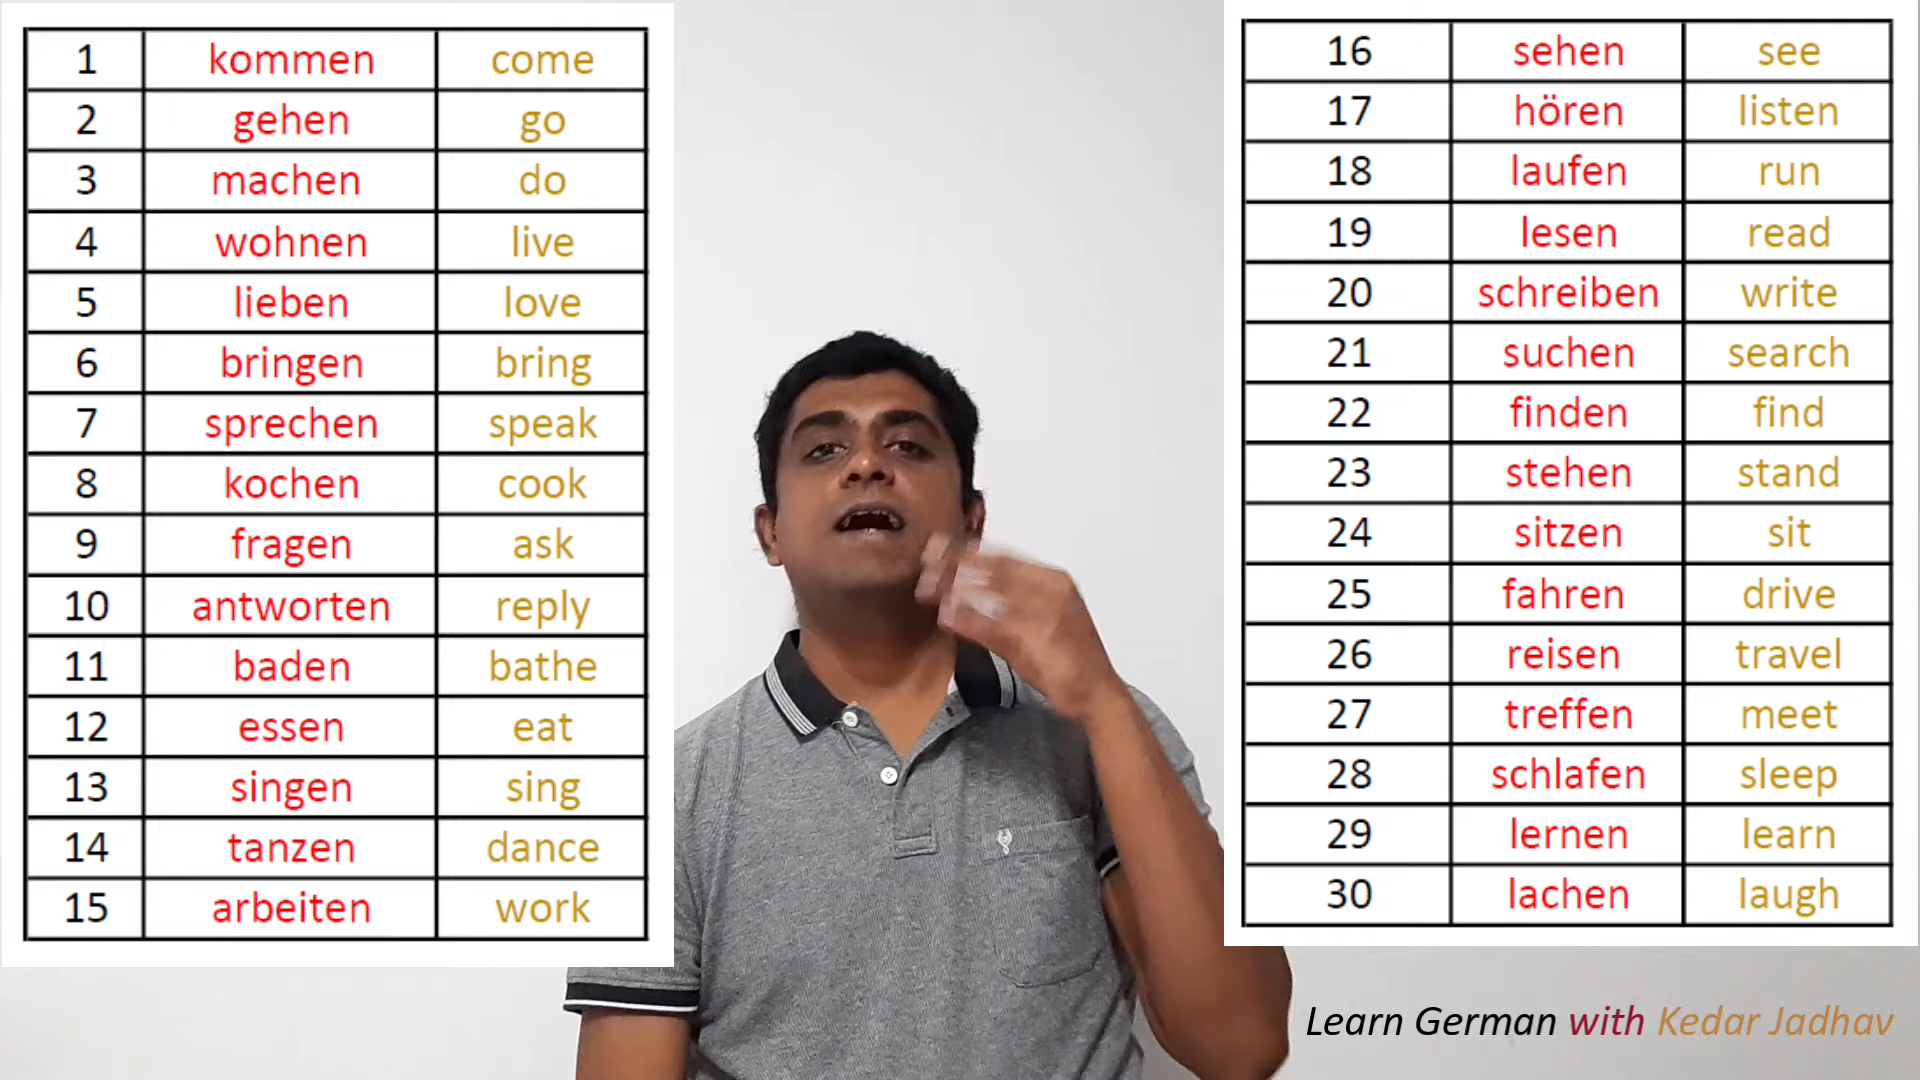 1 kommen come
2 gehen go
3 machen do
4 wohnen live
5 lieben love
6 bringen bring
7 sprechen speak
8 kochen cook
9 fragen ask
10 antworten reply
11 baden bathe
12 essen eat
13 singen sing
14 tanzen dance
15 arbeiten work
16 sehen see
17 hören listen
18 laufen run
19 lesen read
20 schreiben write
21 suchen search
22 finden find
23 stehen stand
24 sitzen sit
25 fahren drive
26 reisen travel
27 treffen meet
28 schlafen sleep
29 lernen learn
30 lachen laugh
Learn German with Kedar Jadhav